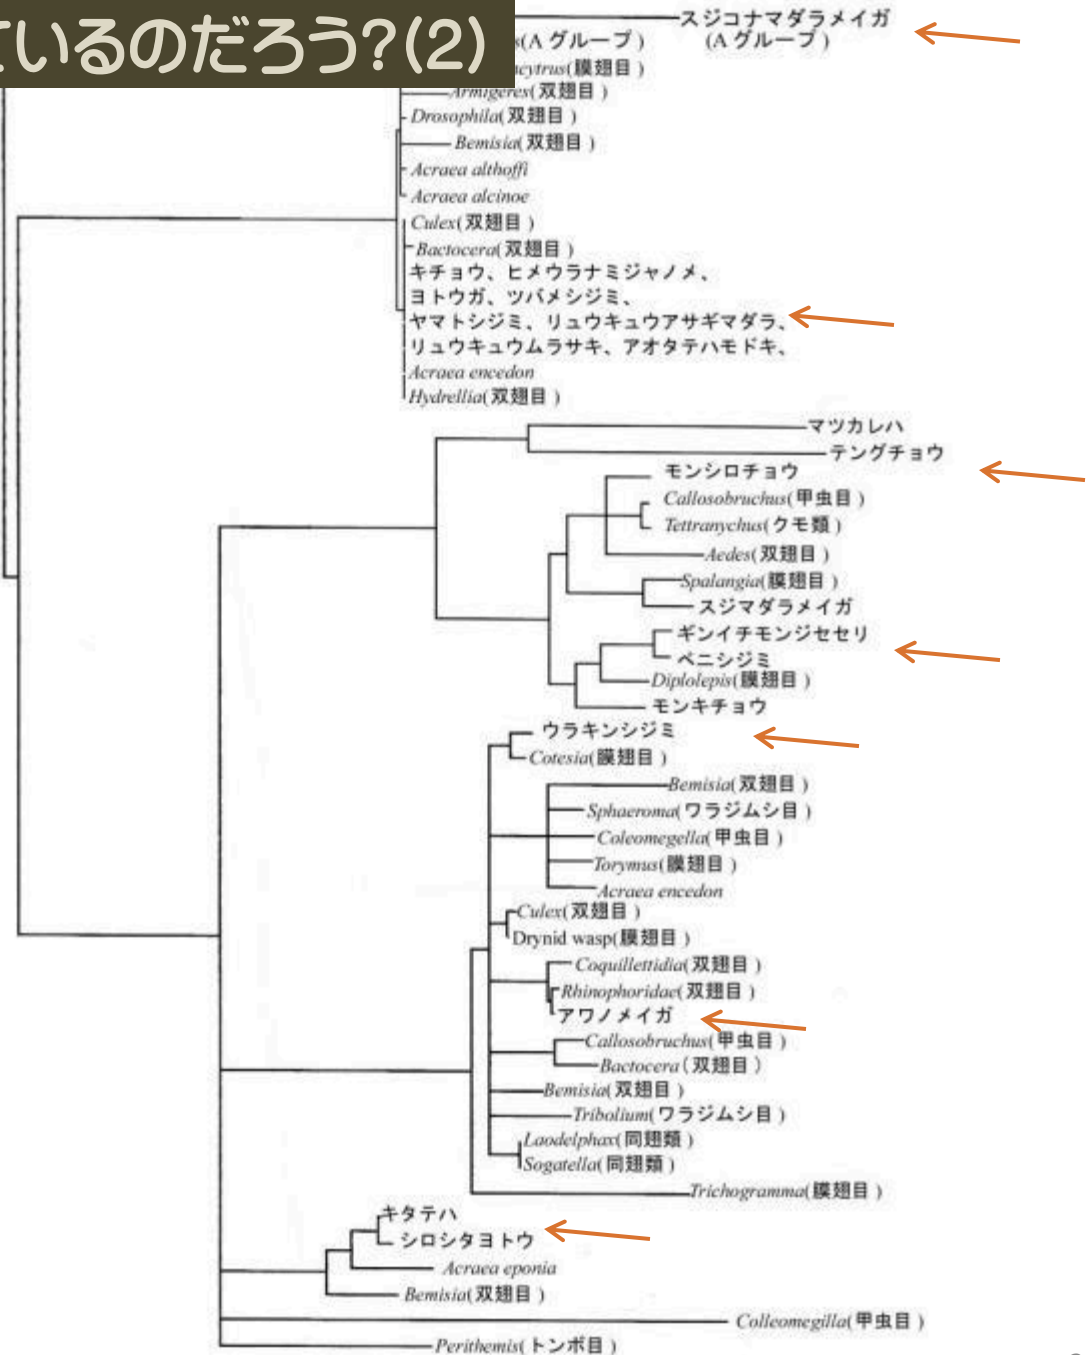 ているのだろう?(2)
スジコナマダラメイガ
(A グループ )
(A グループ )
(膜翅目 )
Armigeres(双翅目 )
Drosophila(双翅目 )
Bemisia(双翅目 )
Acraea althoffi
Acraea alcinoe
Culex(双翅目 )
Bactocera(双翅目 )
キチョウ、ヒメウラナミジャノメ、
ヨトウガ、ツバメシジミ、
ヤマトシジミ、リュウキュウアサギマダラ、
リュウキュウムラサキ、アオタテハモドキ、
Acraea encedon
Hydrellia(双翅目 )
マツカレハ
テングチョウ
モンシロチョウ
Callosobruchus(甲虫目 )
Tettranychus(クモ類 )
Aedes(双翅目 )
Spalangia(膜翅目 )
スジマダラメイガ
ギンイチモンジセセリ
ベニシジミ
Diplolepis(膜翅目 )
モンキチョウ
ウラキンシジミ
Cotesia(膜翅目 )
Bemisia(双翅目 )
Sphaeroma(ワラジムシ目 )
Coleomegella(甲虫目 )
Torymus(膜翅目 )
Acraea encedon
Culex(双翅目 )
Drynid wasp(膜翅目 )
Coquillettidia(双翅目 )
Rhinophoridae(双翅目 )
アワノメイガ
Callosobruchus(甲虫目 )
Bactocera(双翅目)
Bemisia(双翅目 )
Tribolium(ワラジムシ目 )
Laodelphax(同翅類 )
Sogatella(同翅類 )
Trichogramma(膜翅目 )
キタテハ
シロシタヨトウ
Acraea eponia
Bemisia(双翅目 )
Colleomegilla(甲虫目 )
Perithemis(トンボ目 )